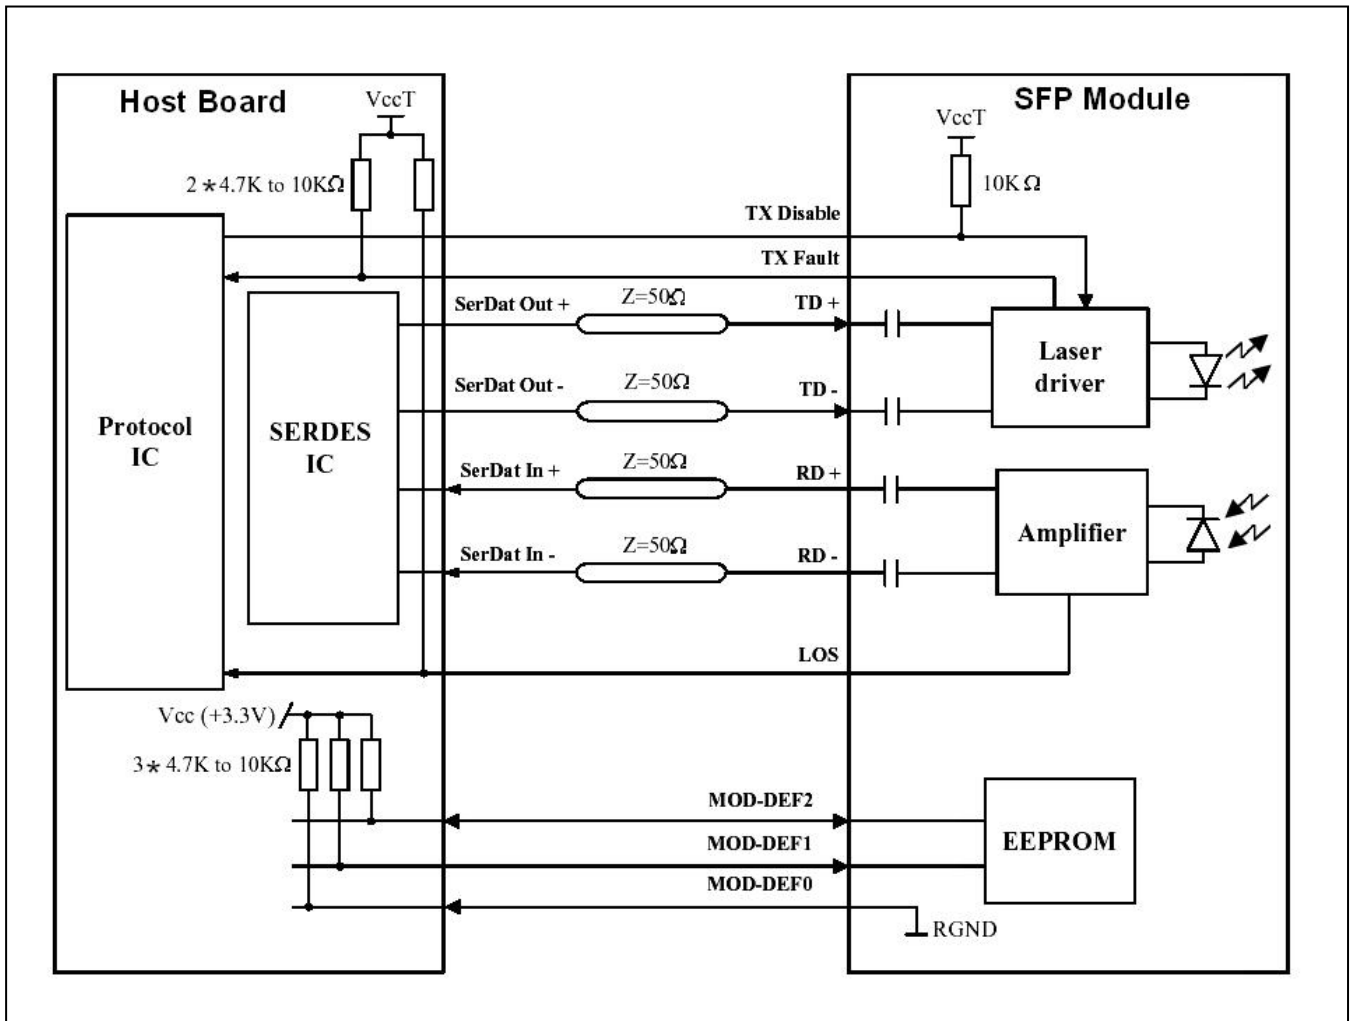 Host Board
SFP Module
VccT
VccT
2*4.7K to 10KΩ
10KΩ
TX Disable
TX Fault
SerDat Out +
Z=50Ω
TD +
Laser
driver
SerDat Out -
Z=50Ω
TD -
Protocol
IC
SERDES
IC
SerDat In +
Z=50Ω
RD +
Amplifier
SerDat In -
Z=50Ω
RD -
LOS
Vcc (+3.3V)
3* 4.7K to 10KΩ
MOD-DEF2
MOD-DEF1
EEPROM
MOD-DEF0
RGND